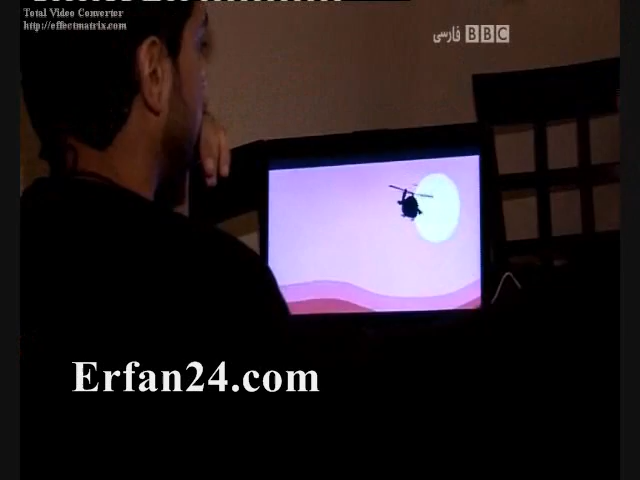 Total Video Converter
http://effectmatrix.com
فارسی BBC
Erfan24.com